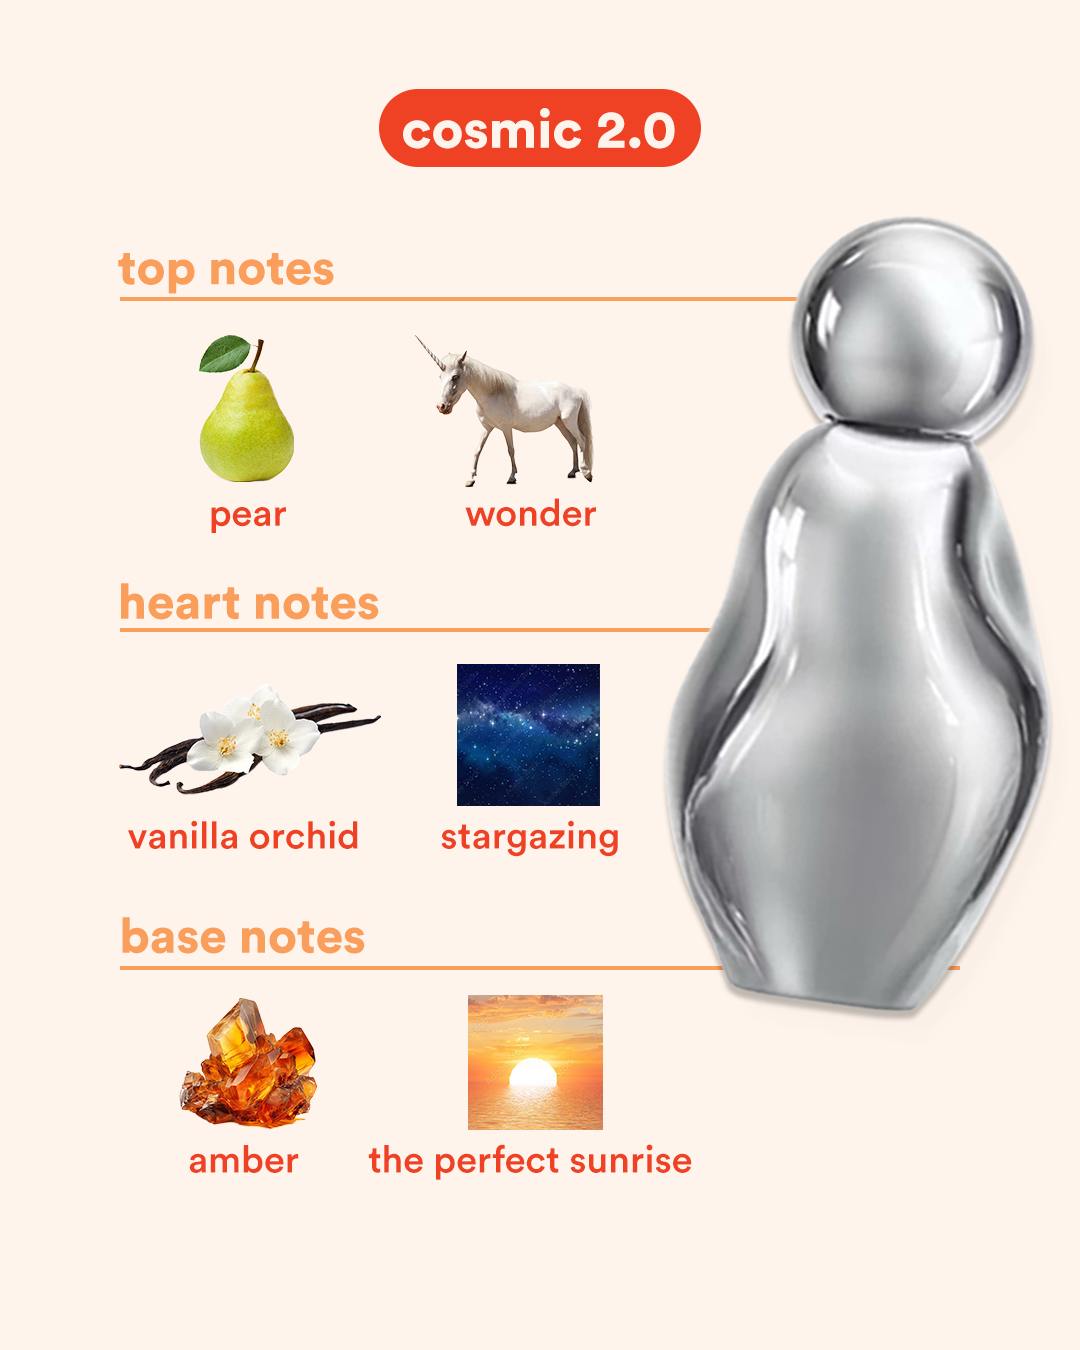 cosmic 2.0
top notes
pear
wonder
heart notes
vanilla orchid
stargazing
base notes
amber
the perfect sunrise